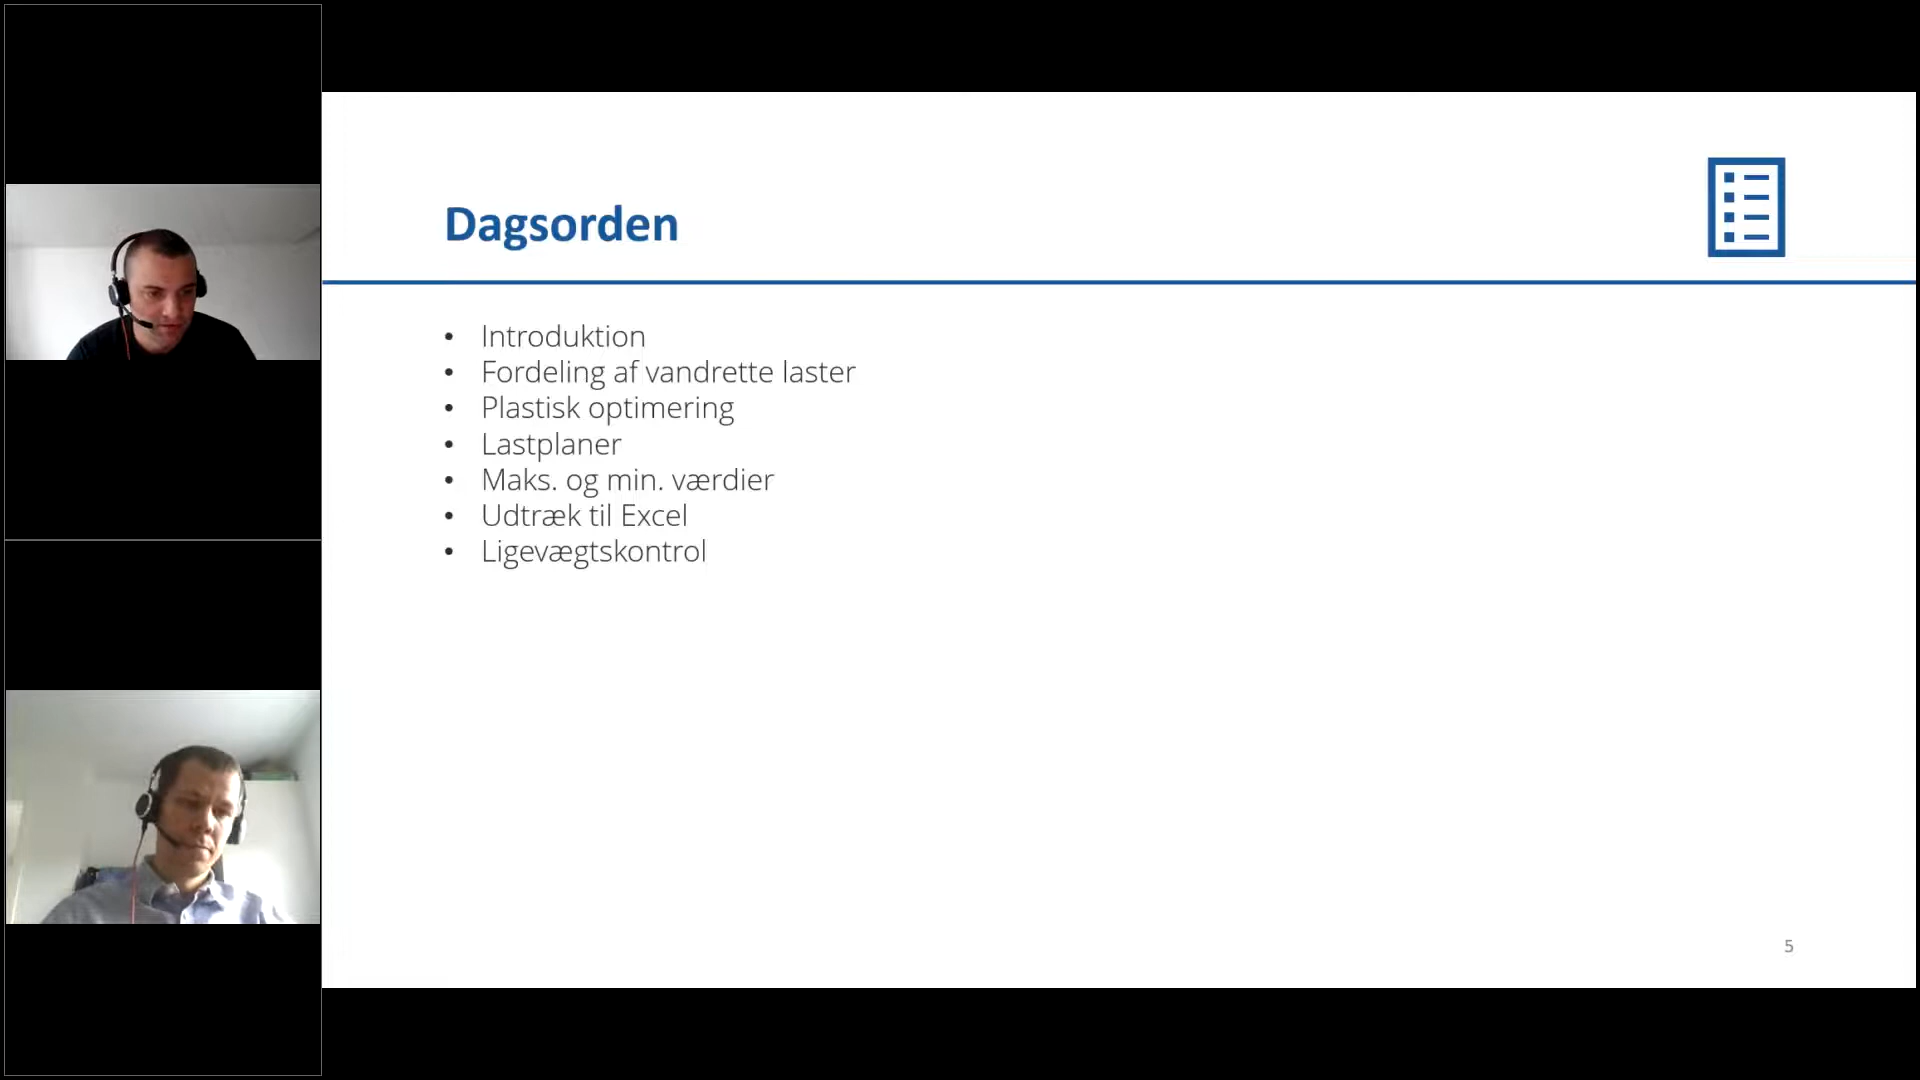 Dagsorden
• Introduktion
• Fordeling af vandrette laster
• Plastisk optimering
• Lastplaner
• Maks. og min. værdier
• Udtræk til Excel
• Ligevægtskontrol
5